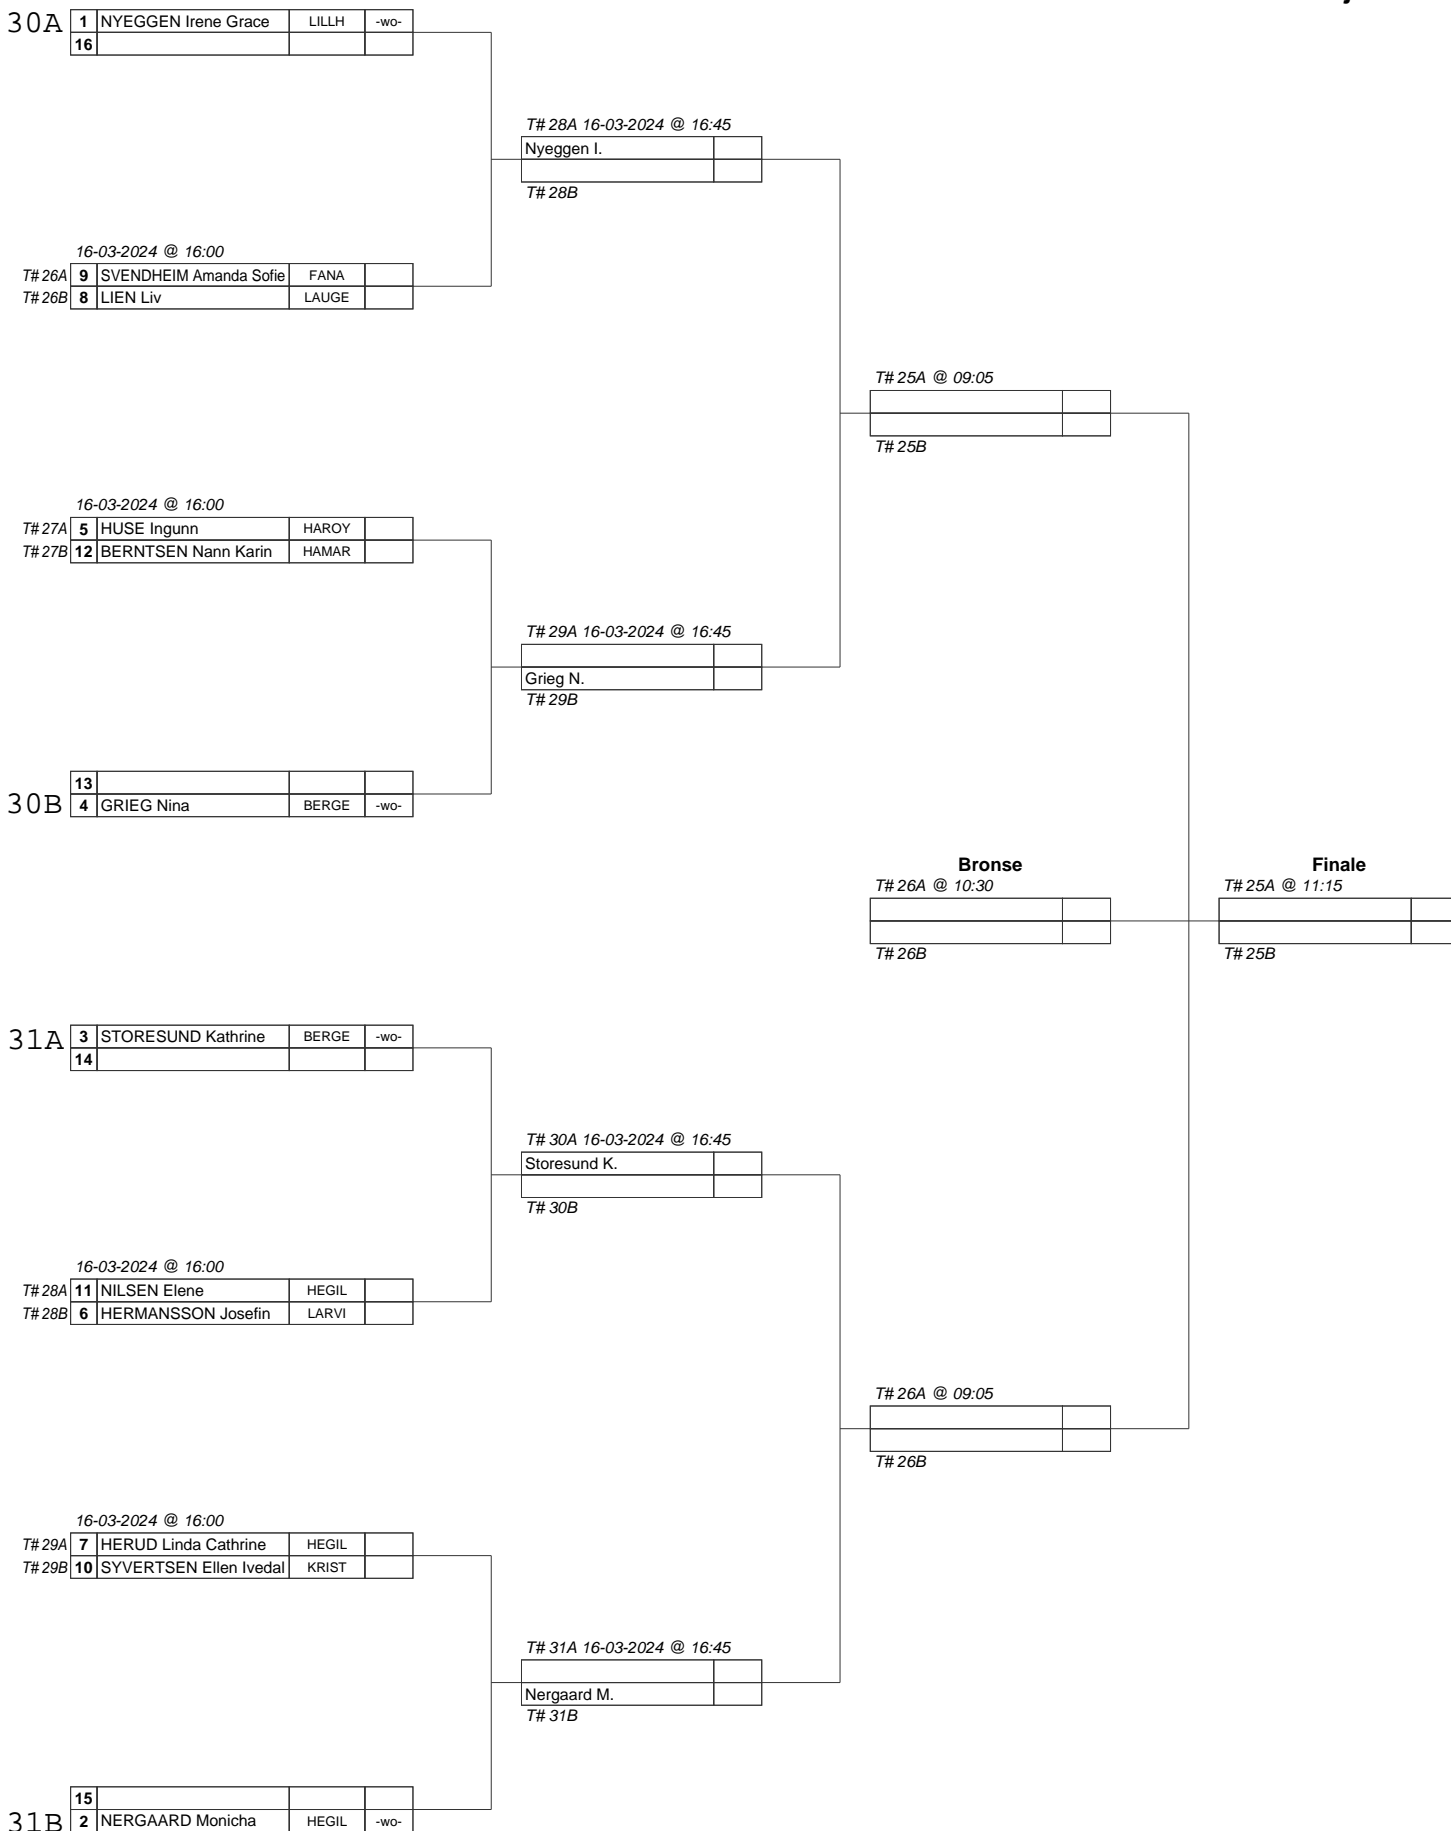 30A 1 NYEGGEN Irene Grace LILLH -wo-
16
T# 28A 16-03-2024 @ 16:45
Nyeggen I.
T# 28B
16-03-2024 @ 16:00
T# 26A 9 SVENDHEIM Amanda Sofie FANA
T# 26B 8 LIEN Liv LAUGE
T# 25A @ 09:05
T# 25B
16-03-2024 @ 16:00
T# 27A 5 HUSE Ingunn HAROY
T# 27B 12 BERNTSEN Nann Karin HAMAR
T# 29A 16-03-2024 @ 16:45
Grieg N.
T# 29B
13
30B 4 GRIEG Nina BERGE -wo-
Bronse Finale
T# 26A @ 10:30 T# 25A @ 11:15
T# 26B T# 25B
31A 3 STORESUND Kathrine BERGE -wo-
14
T# 30A 16-03-2024 @ 16:45
Storesund K.
T# 30B
16-03-2024 @ 16:00
T# 28A 11 NILSEN Elene HEGIL
T# 28B 6 HERMANSSON Josefin LARVI
T# 26A @ 09:05
T# 26B
16-03-2024 @ 16:00
T# 29A 7 HERUD Linda Cathrine HEGIL
T# 29B 10 SYVERTSEN Ellen Ivedal KRIST
T# 31A 16-03-2024 @ 16:45
Nergaard M.
T# 31B
15
31B 2 NERGAARD Monicha HEGIL -wo-